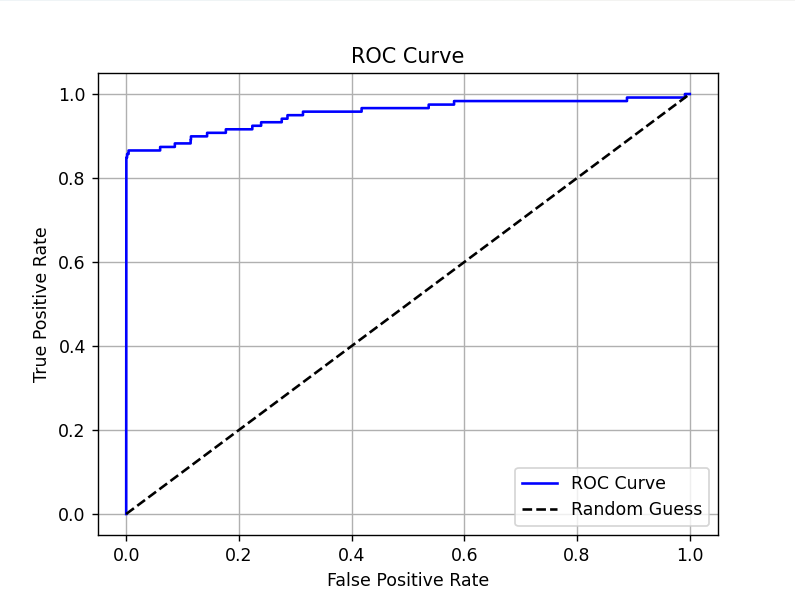 ROC Curve
1.0
0.8
0.6
0.4
0.2
0.0
True Positive Rate
ROC Curve
Random Guess
0.0 0.2 0.4 0.6 0.8 1.0
False Positive Rate